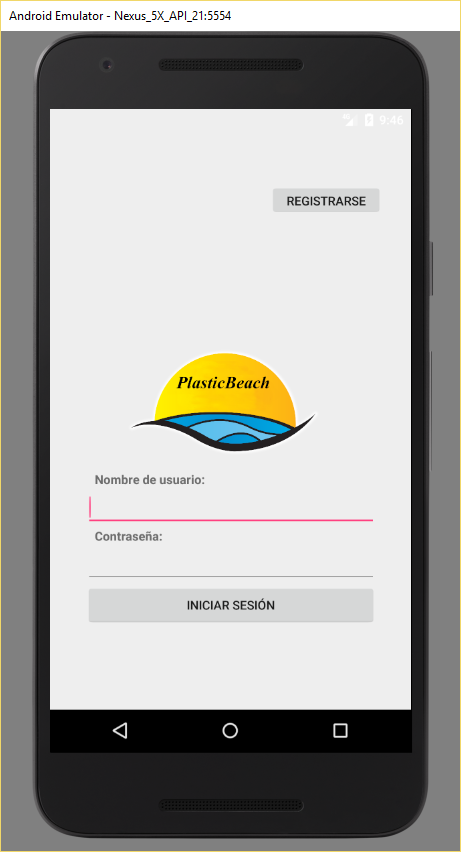 Android Emulator - Nexus_5X_API_21:5554
9:46
REGISTRARSE
PlasticBeach
Nombre de usuario:
Contraseña:
INICIAR SESIÓN